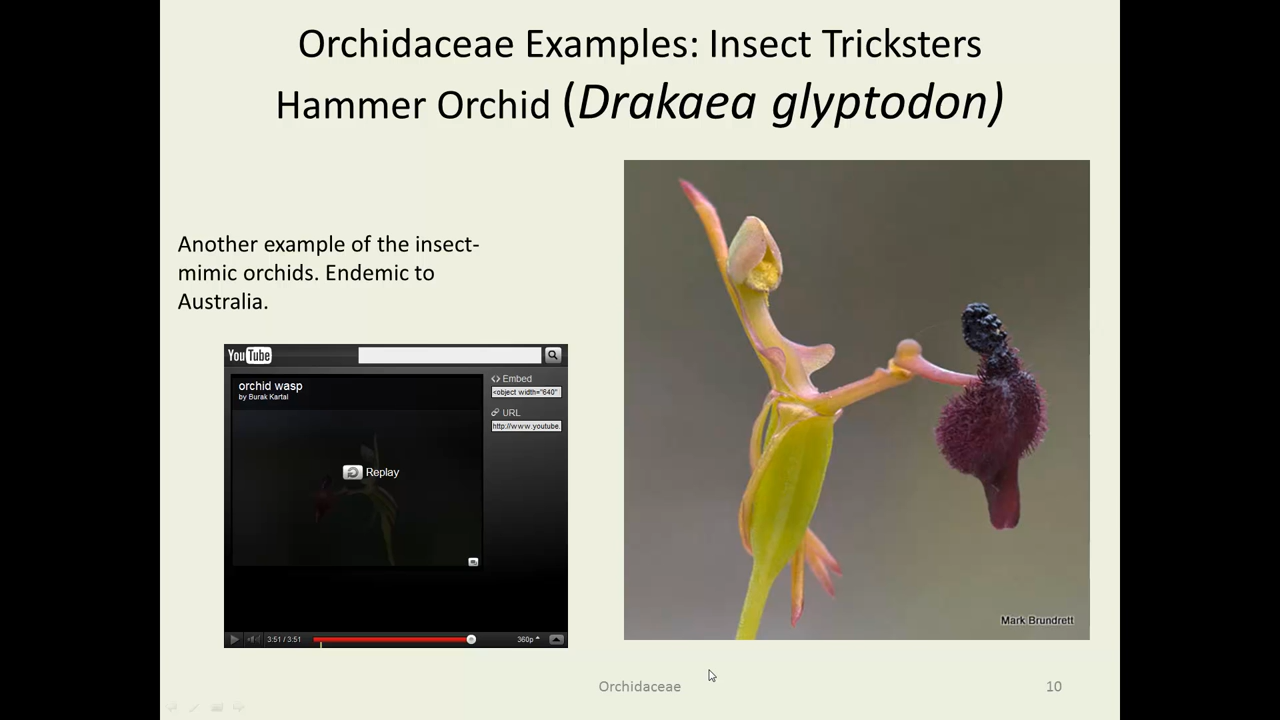 Orchidaceae Examples: Insect Tricksters
Hammer Orchid (Drakaea glyptodon)
Another example of the insect-
mimic orchids. Endemic to
Australia.
YouTube
orchid wasp
by Burak Kartal
Embed
<object width="640"
URL
http://www.youtube.
Replay
3:51 / 3:51
360p
Mark Brundrett
Orchidaceae
10